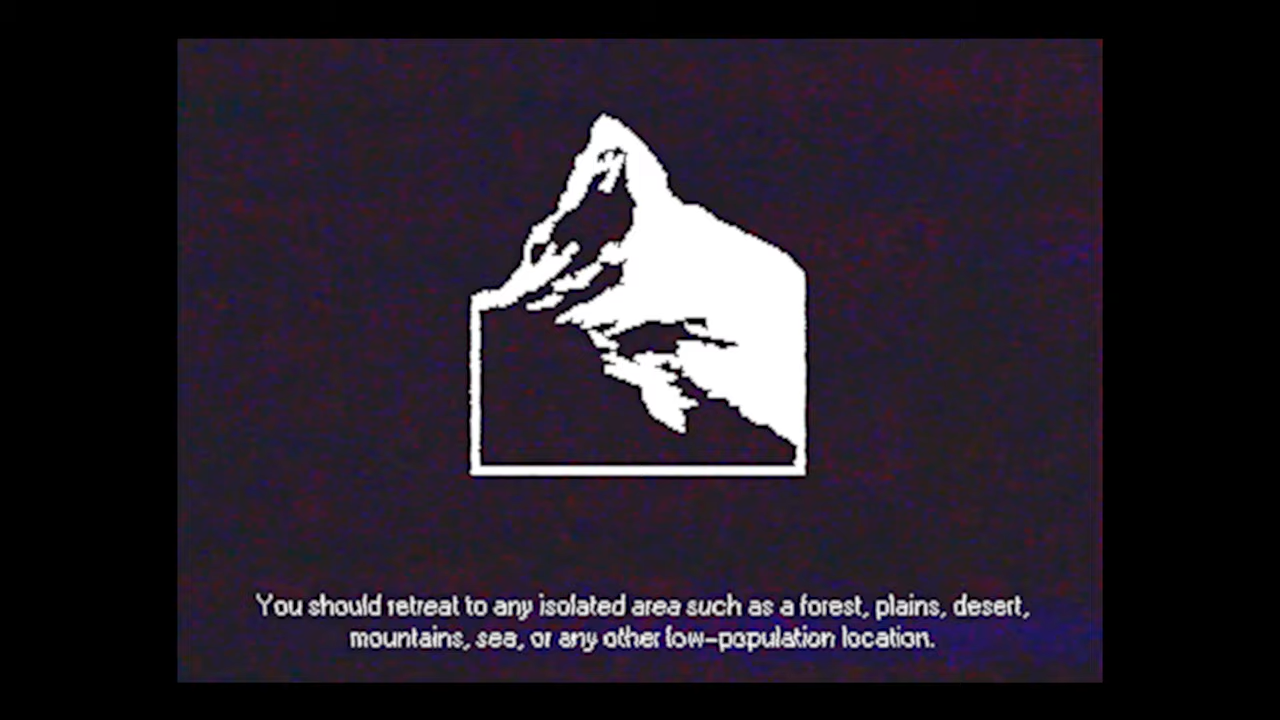 You should retreat to any isolated area such as a forest, plains, desert,
mountains, sea, or any other low-population location.